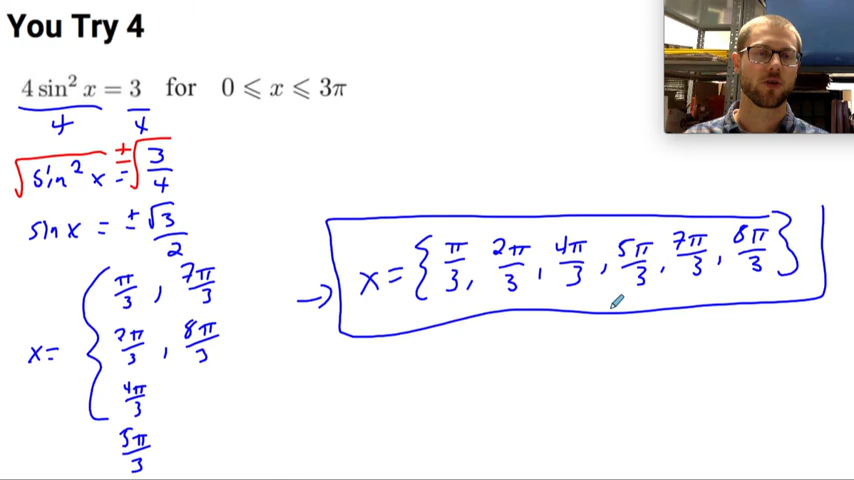 You Try 4
4 sin² x = 3 for 0 ⩽ x ⩽ 3π
4 4
√sin² x = ±√3/4
sin x = ± √3/2
π/3 , 7π/3
x = { 2π/3 , 8π/3
4π/3
5π/3
→ x = { π/3, 2π/3, 4π/3, 5π/3, 7π/3, 8π/3 }